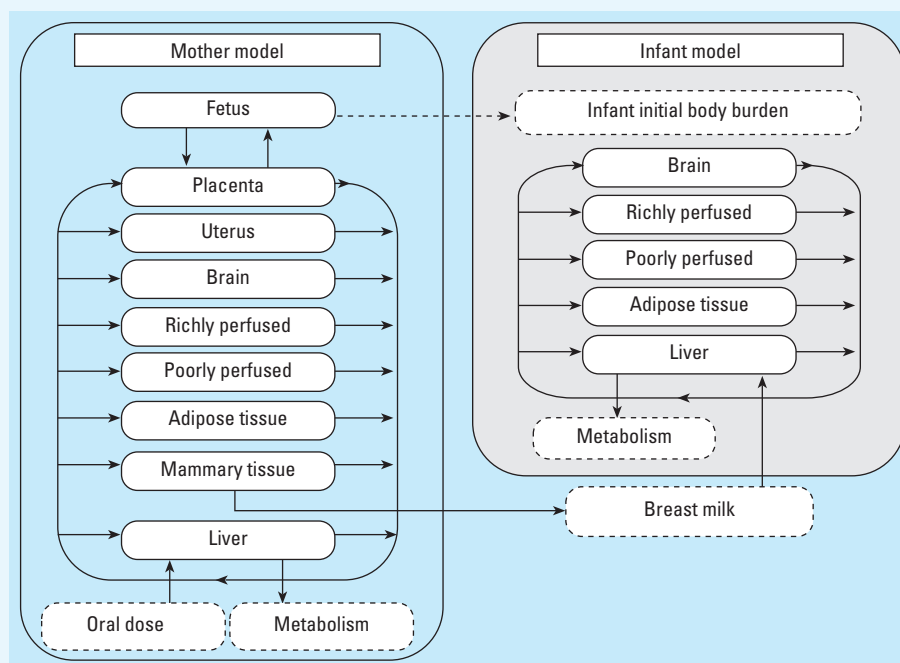 Mother model
Fetus
Placenta
Uterus
Brain
Richly perfused
Poorly perfused
Adipose tissue
Mammary tissue
Liver
Oral dose
Metabolism
Infant model
Infant initial body burden
Brain
Richly perfused
Poorly perfused
Adipose tissue
Liver
Metabolism
Breast milk